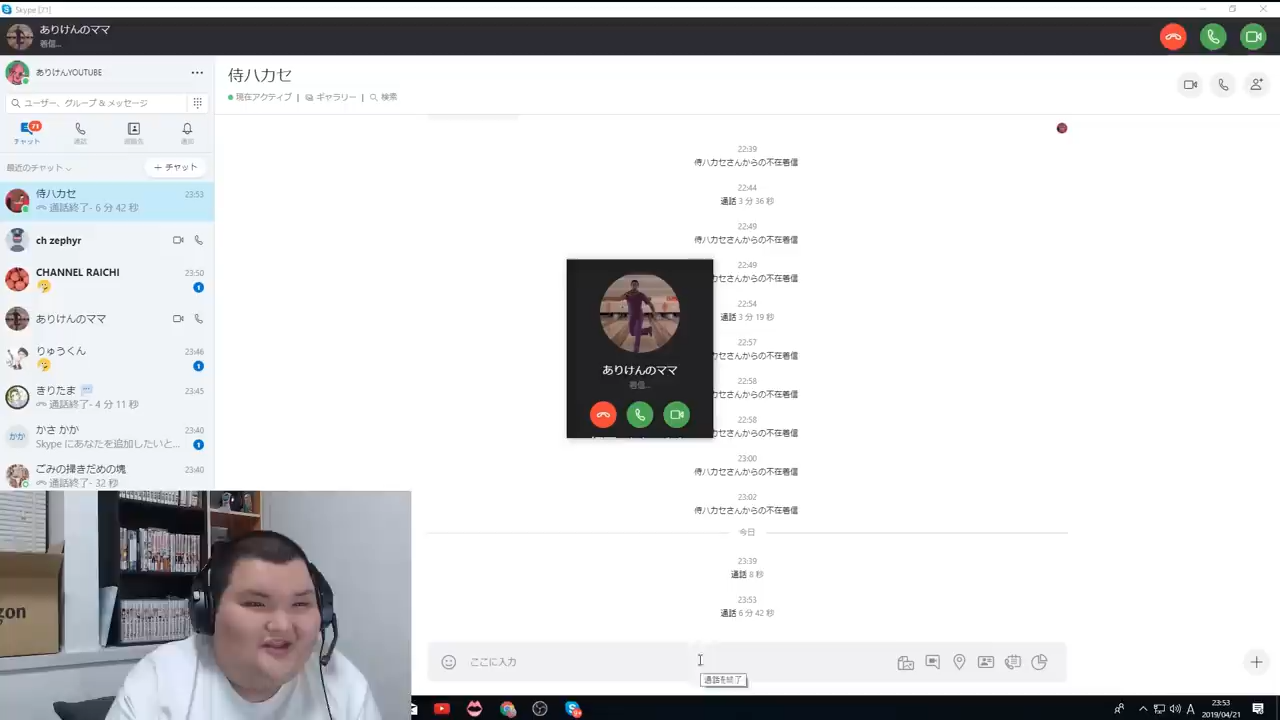 Skype [71]
ありけんのママ
着信...
ありけんYOUTUBE
ユーザー、グループ & メッセージ
71
チャット
通話
通知
最近のチャット
+ チャット
侍ハカセ
23:53
通話終了- 6 分 42 秒
ch zephyr
CHANNEL RAICHI
23:50
1
ありけんのママ
りゅうくん
23:46
1
きりたま
23:45
通話終了- 4 分 11 秒
かか
かさ かか
23:40
Skype にあなたを追加したいと...
1
ごみの掃きだめの塊
23:40
通話終了- 32 秒
侍ハカセ
現在アクティブ | ギャラリー | 検索
22:39
侍ハカセさんからの不在着信
22:44
通話 3 分 36 秒
22:49
侍ハカセさんからの不在着信
22:49
カセさんからの不在着信
22:54
通話 3 分 19 秒
22:57
カセさんからの不在着信
22:58
カセさんからの不在着信
22:58
カセさんからの不在着信
23:00
侍ハカセさんからの不在着信
23:02
侍ハカセさんからの不在着信
今日
23:39
通話 8 秒
23:53
通話 6 分 42 秒
ありけんのママ
着信...
ここに入力
通話を終了
zon
A
23:53
2019/04/21